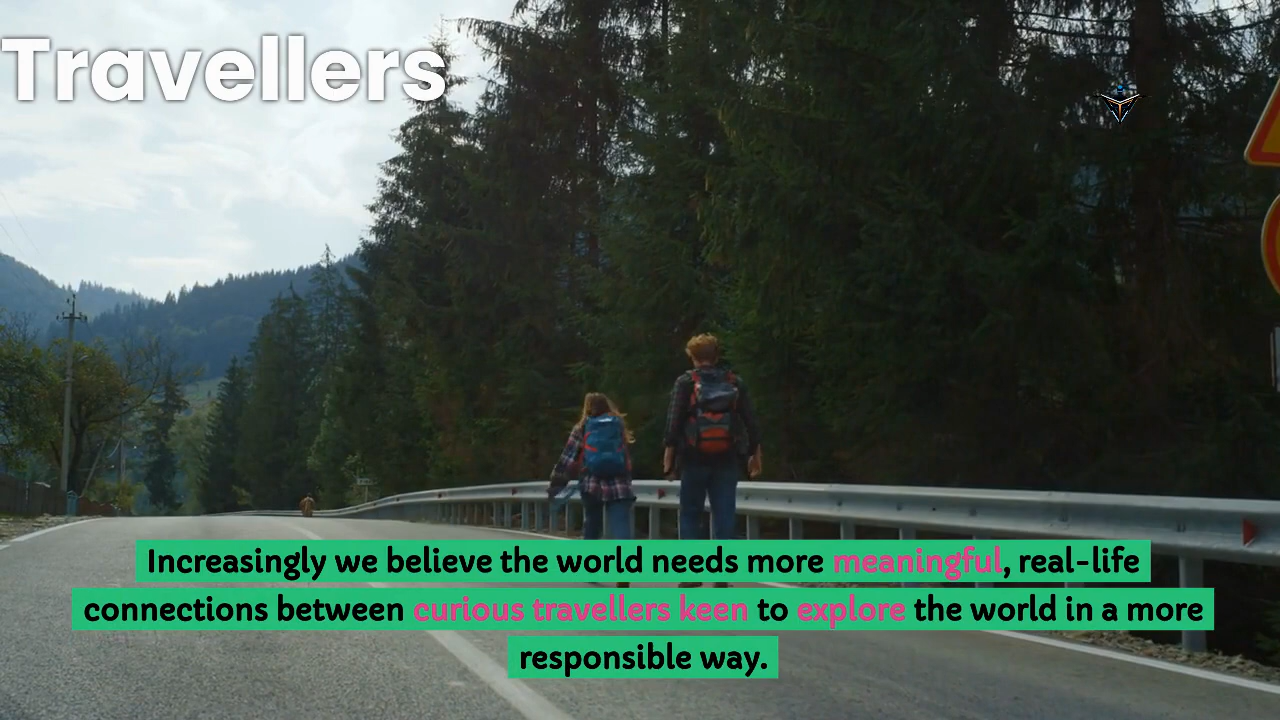 Travellers
Increasingly we believe the world needs more meaningful, real-life
connections between curious travellers keen to explore the world in a more
responsible way.